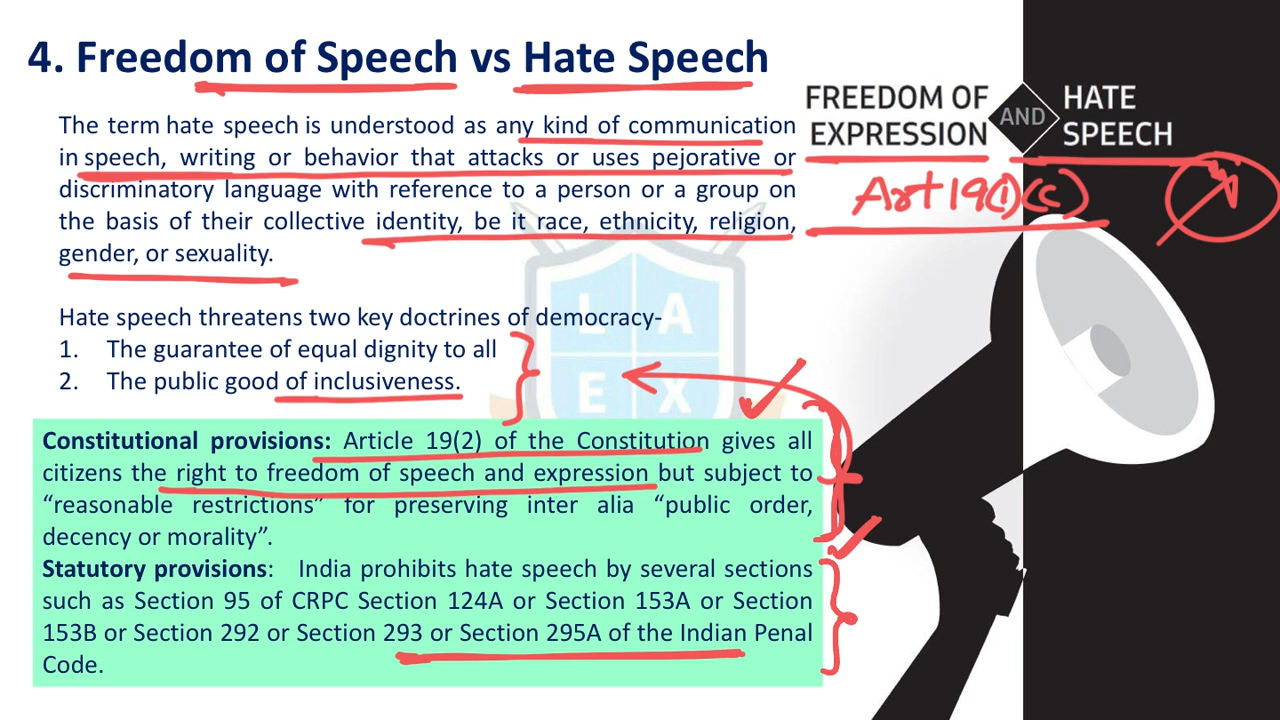 4. Freedom of Speech vs Hate Speech
FREEDOM OF EXPRESSION AND HATE SPEECH
Art 19(1)(c)
The term hate speech is understood as any kind of communication
in speech, writing or behavior that attacks or uses pejorative or
discriminatory language with reference to a person or a group on
the basis of their collective identity, be it race, ethnicity, religion,
gender, or sexuality.
Hate speech threatens two key doctrines of democracy-
1. The guarantee of equal dignity to all
2. The public good of inclusiveness.
L A
E X
Constitutional provisions: Article 19(2) of the Constitution gives all
citizens the right to freedom of speech and expression but subject to
“reasonable restrictions” for preserving inter alia “public order,
decency or morality”.
Statutory provisions: India prohibits hate speech by several sections
such as Section 95 of CRPC Section 124A or Section 153A or Section
153B or Section 292 or Section 293 or Section 295A of the Indian Penal
Code.